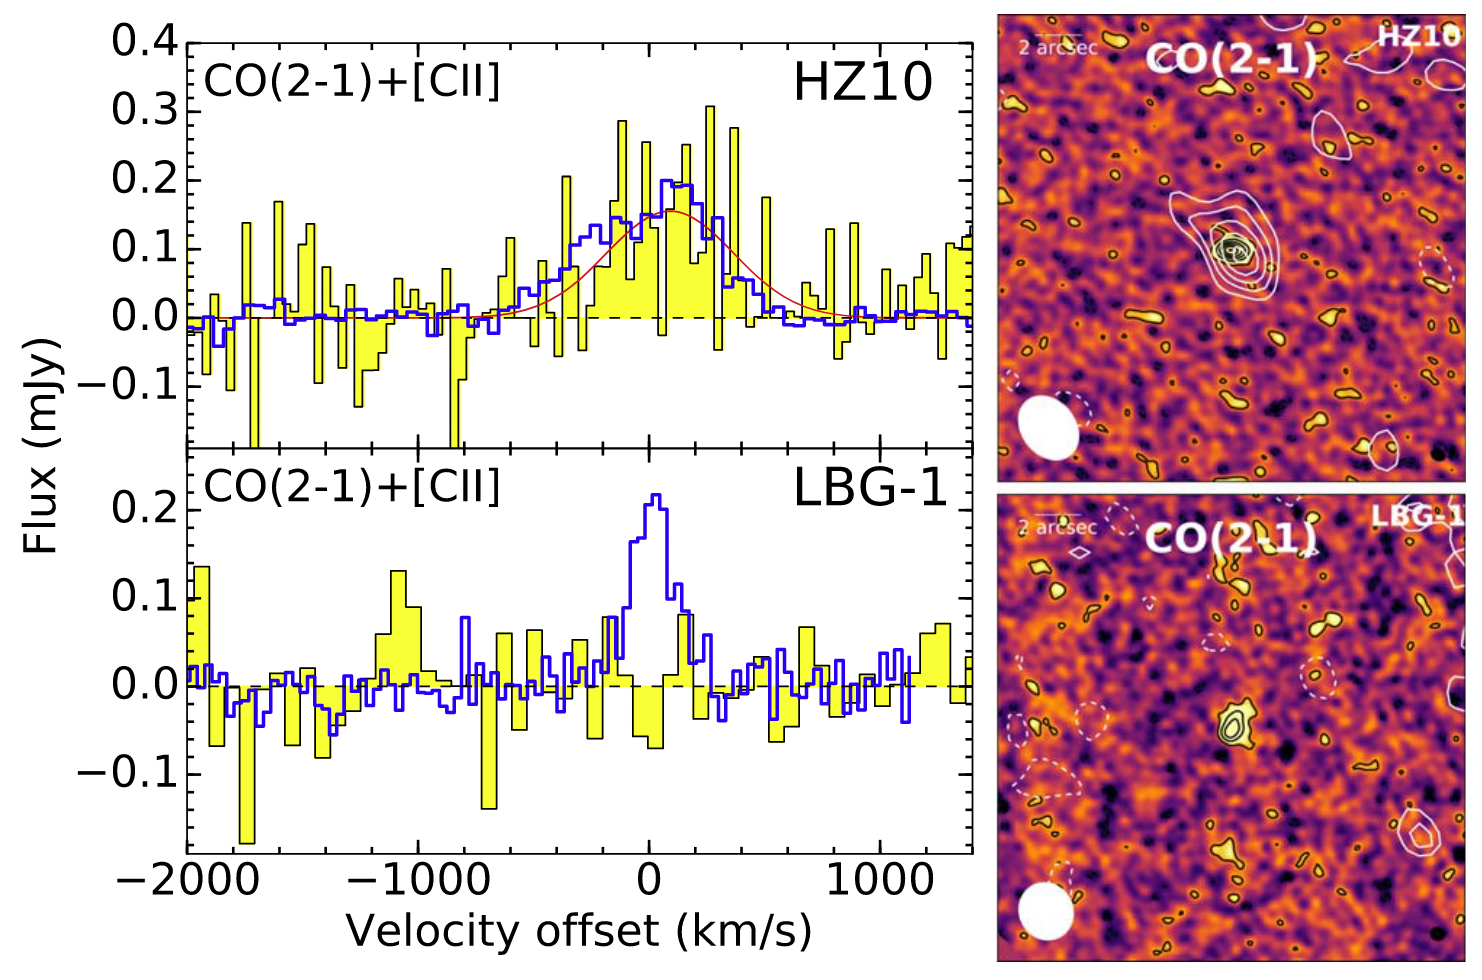 CO(2-1)+[CII]
HZ10
0.4
0.3
0.2
0.1
0.0
−0.1
CO(2-1)+[CII]
LBG-1
0.2
0.1
0.0
−0.1
−2000
−1000
0
1000
Flux (mJy)
Velocity offset (km/s)
2 arcsec
CO(2-1)
HZ10
2 arcsec
CO(2-1)
LBG-1